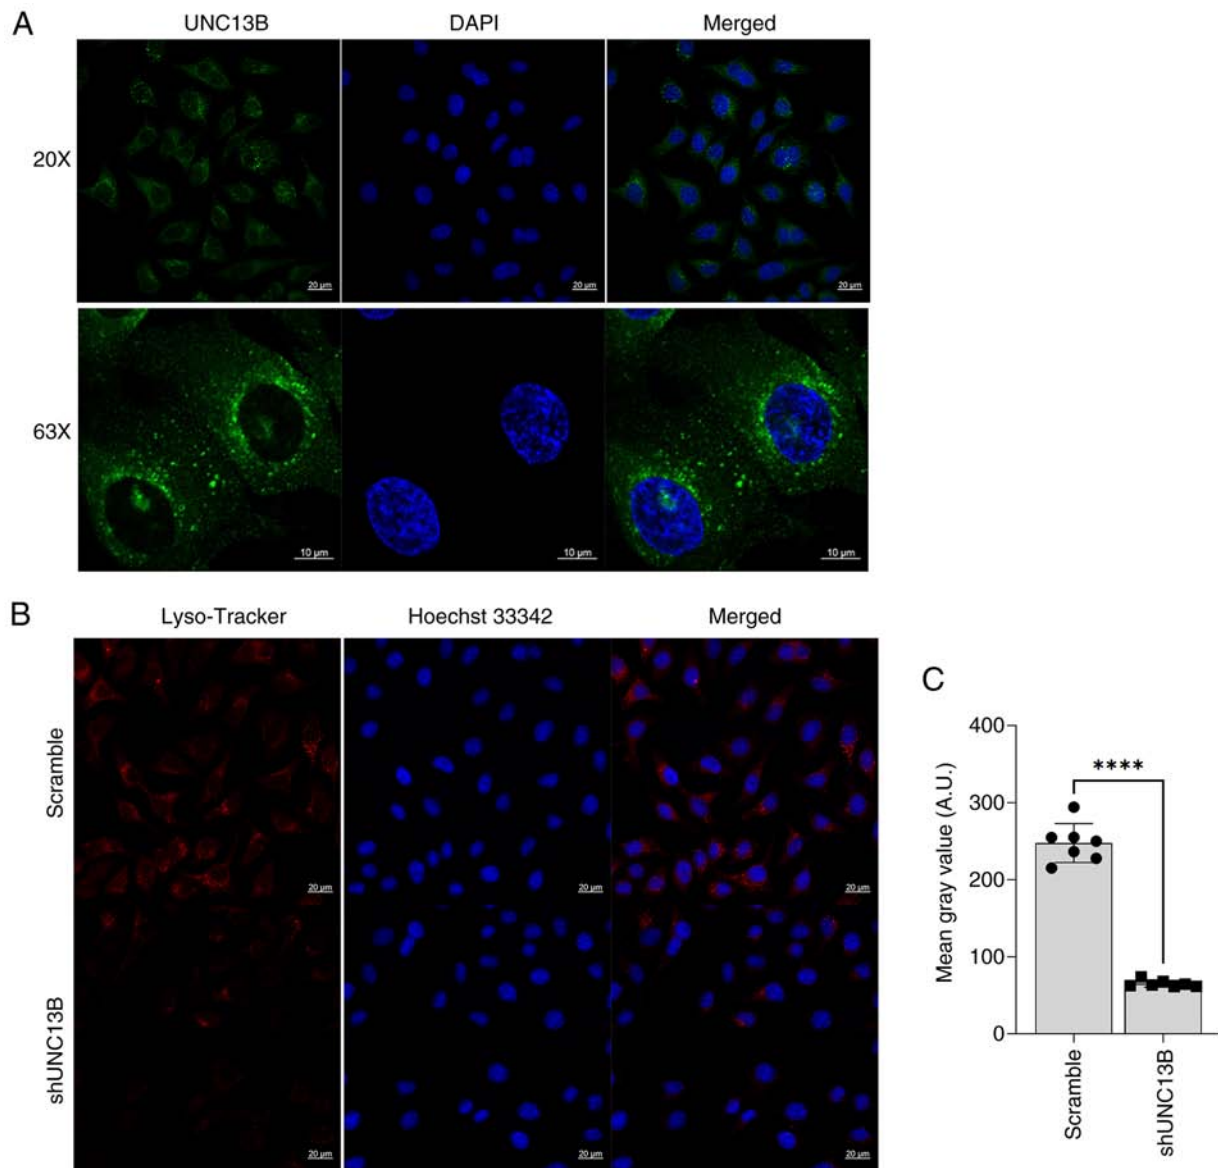 A
UNC13B DAPI Merged
20X
20 µm 20 µm 20 µm
63X
10 µm 10 µm 10 µm
B
Lyso-Tracker Hoechst 33342 Merged
Scramble
20 µm 20 µm 20 µm
shUNC13B
20 µm 20 µm 20 µm
C
Mean gray value (A.U.)
400
300
200
100
0
****
Scramble
shUNC13B